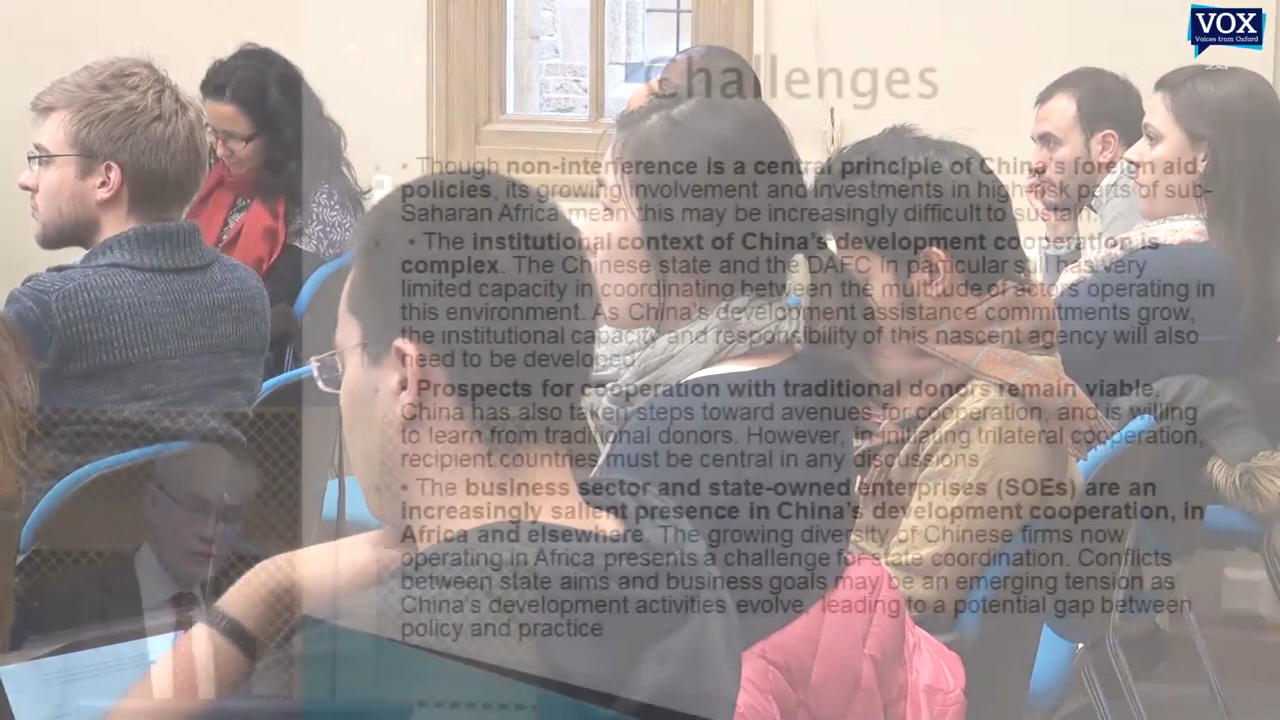 VOX
Voices from Oxford
Challenges
• Though non-interference is a central principle of China's foreign aid
policies, its growing involvement and investments in high-risk parts of sub-
Saharan Africa mean this may be increasingly difficult to sustain
• The institutional context of China's development cooperation is
complex. The Chinese state and the DAFC in particular still has very
limited capacity in coordinating between the multitude of actors operating in
this environment. As China's development assistance commitments grow,
the institutional capacity and responsibility of this nascent agency will also
need to be developed
• Prospects for cooperation with traditional donors remain viable.
China has also taken steps toward avenues for cooperation, and is willing
to learn from traditional donors. However, in initiating trilateral cooperation,
recipient countries must be central in any discussions
• The business sector and state-owned enterprises (SOEs) are an
increasingly salient presence in China's development cooperation, in
Africa and elsewhere. The growing diversity of Chinese firms now
operating in Africa presents a challenge for state coordination. Conflicts
between state aims and business goals may be an emerging tension as
China's development activities evolve, leading to a potential gap between
policy and practice